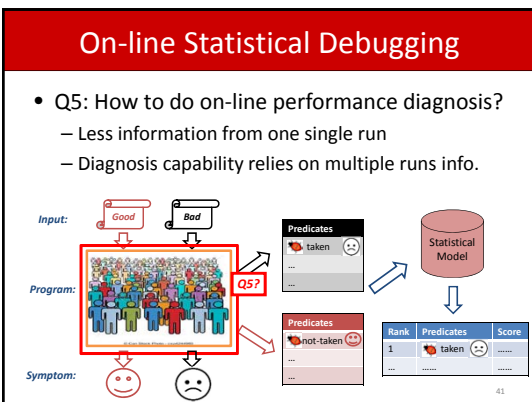 On-line Statistical Debugging
• Q5: How to do on-line performance diagnosis?
– Less information from one single run
– Diagnosis capability relies on multiple runs info.
Input:
Good
Bad
Program:
Q5?
Symptom:
Predicates
taken
...
...
Predicates
not-taken
...
...
Statistical
Model
Rank Predicates Score
1 taken ......
... ...... ......
41